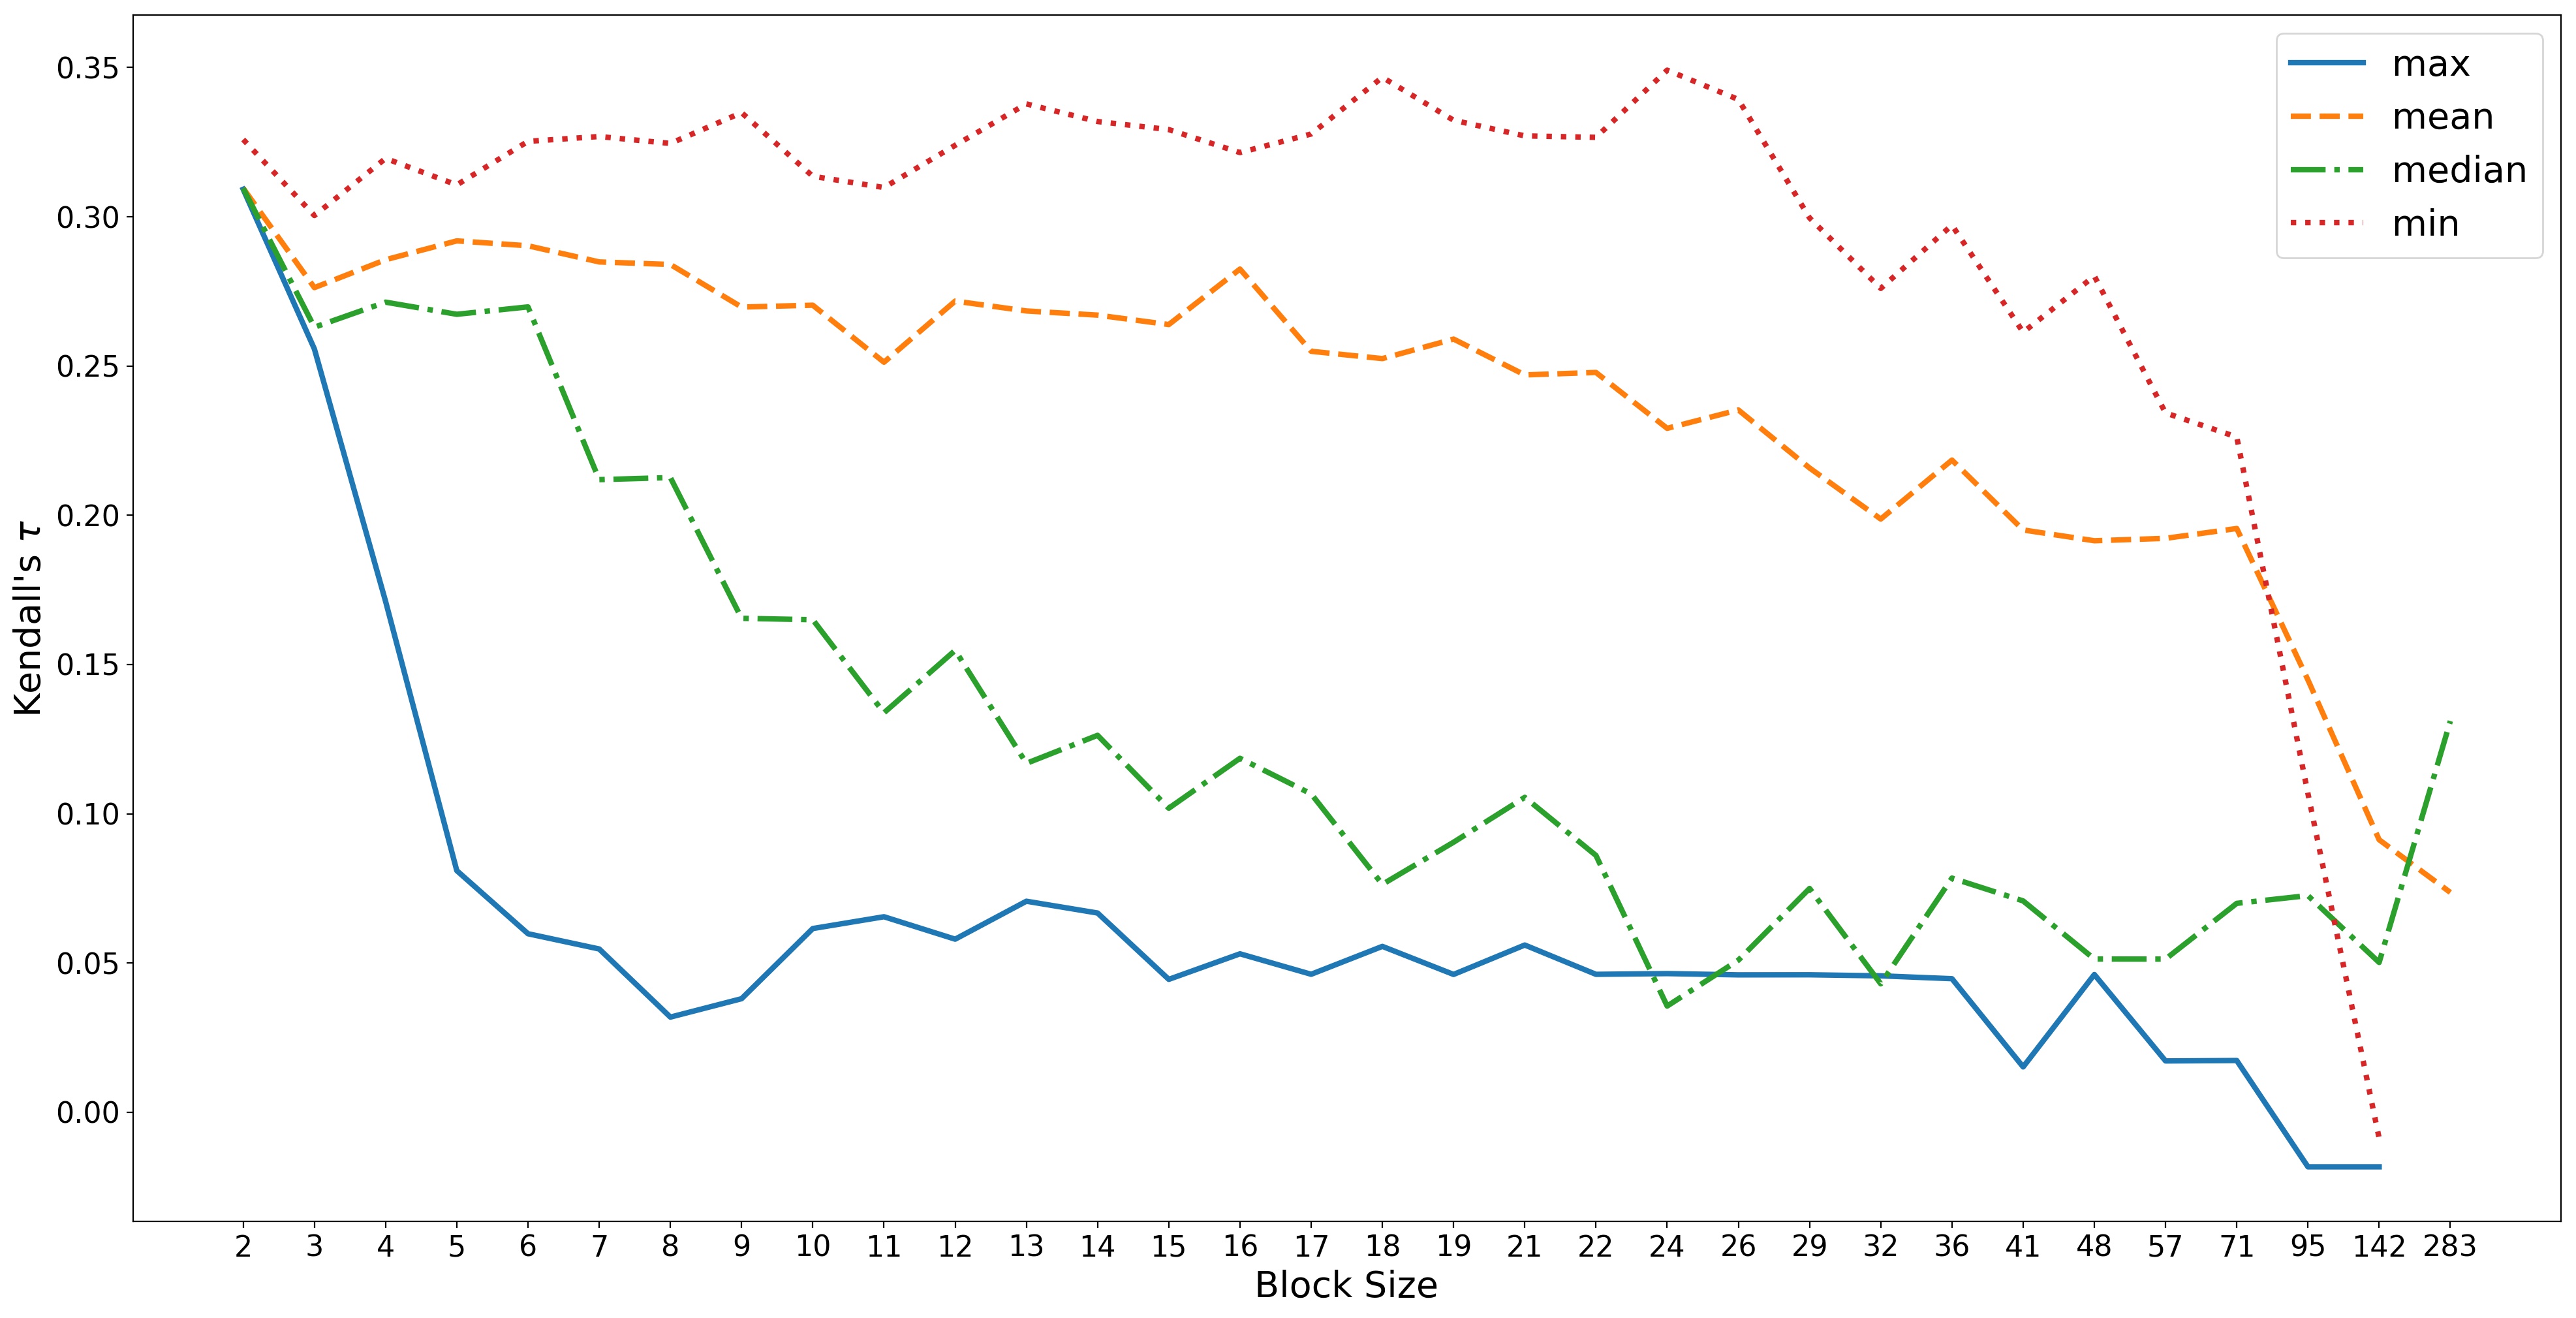 0.35
0.30
0.25
0.20
0.15
0.10
0.05
0.00
Kendall's τ
max
mean
median
min
2 3 4 5 6 7 8 9 10 11 12 13 14 15 16 17 18 19 21 22 24 26 29 32 36 41 48 57 71 95 142 283
Block Size